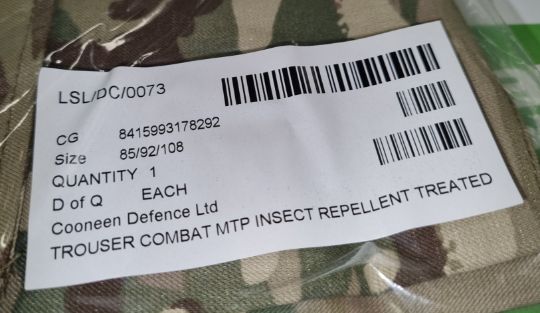 LSL/DC/0073
CG 8415993178292
Size 85/92/108
QUANTITY 1
D of Q EACH
Cooneen Defence Ltd
TROUSER COMBAT MTP INSECT REPELLENT TREATED